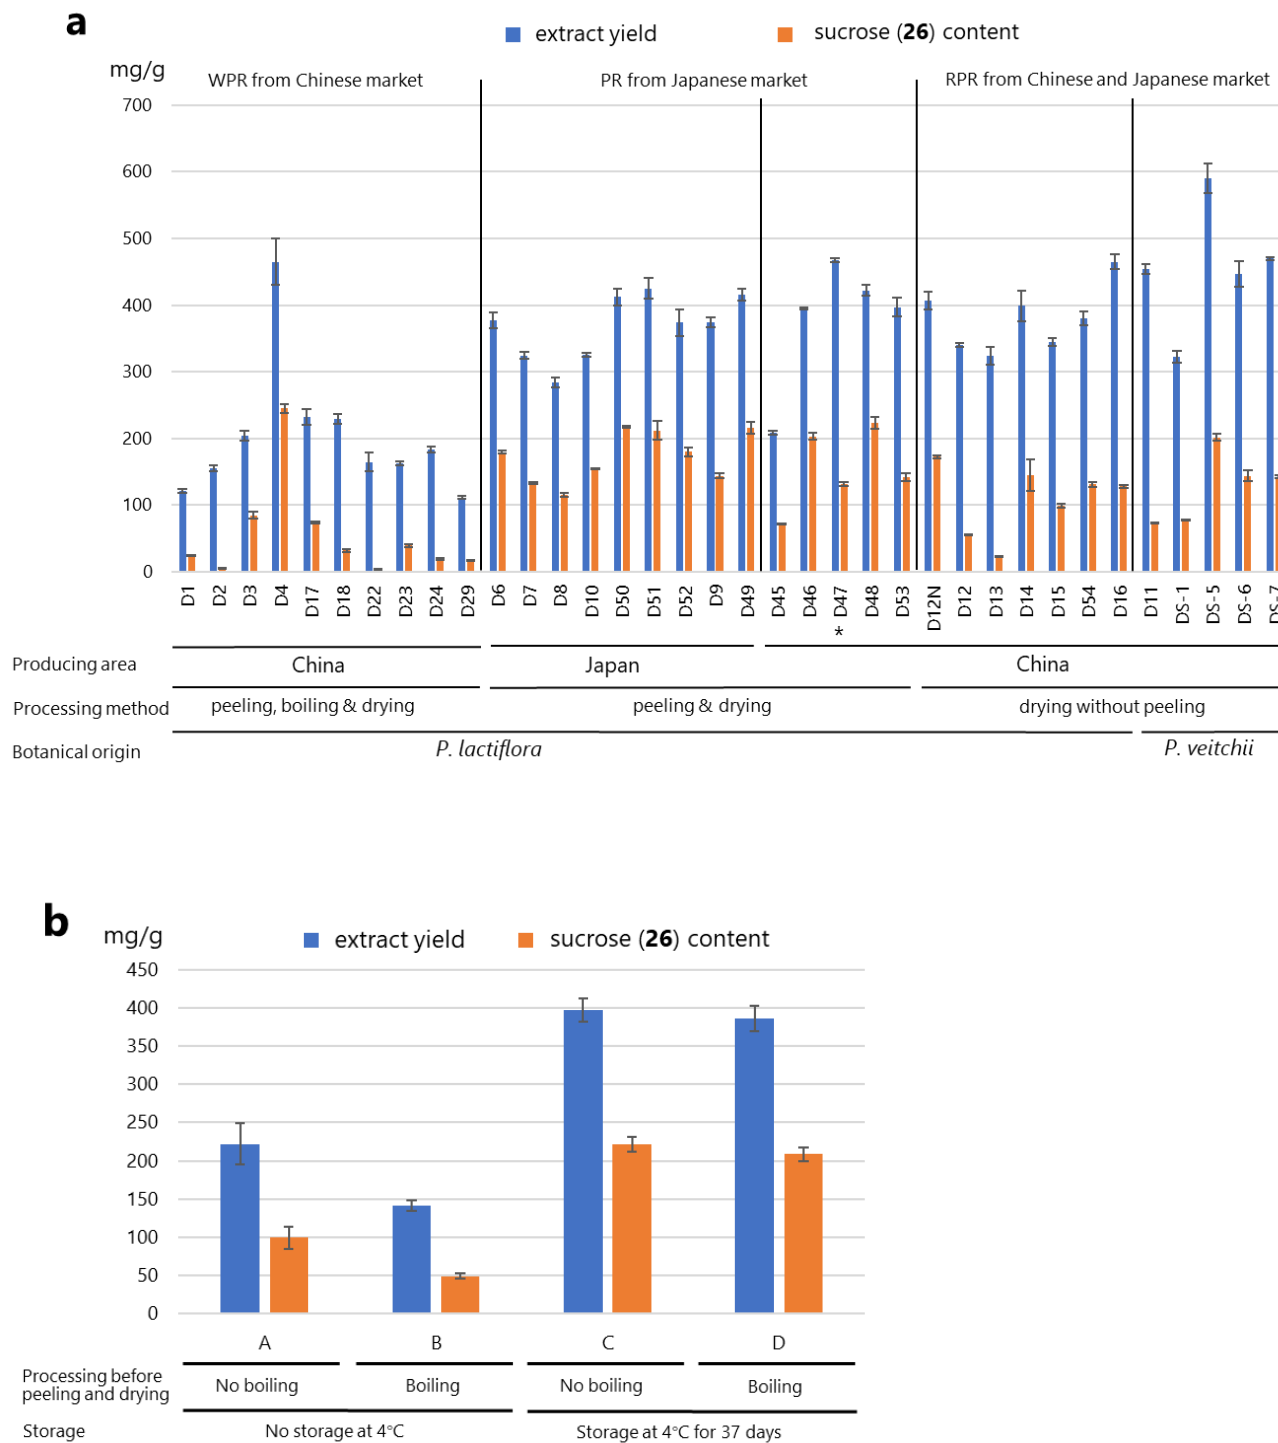 a
extract yield
sucrose (26) content
mg/g
WPR from Chinese market
PR from Japanese market
RPR from Chinese and Japanese market
700
600
500
400
300
200
100
0
D1 D2 D3 D4 D17 D18 D22 D23 D24 D29 D6 D7 D8 D10 D50 D51 D52 D9 D49 D45 D46 D47 D48 D53 D12N D12 D13 D14 D15 D54 D16 D11 DS-1 DS-5 DS-6 DS-7
*
Producing area China Japan China
Processing method peeling, boiling & drying peeling & drying drying without peeling
Botanical origin P. lactiflora P. veitchii
b
mg/g
extract yield
sucrose (26) content
450
400
350
300
250
200
150
100
50
0
A B C D
Processing before
peeling and drying
No boiling Boiling No boiling Boiling
Storage No storage at 4°C Storage at 4°C for 37 days